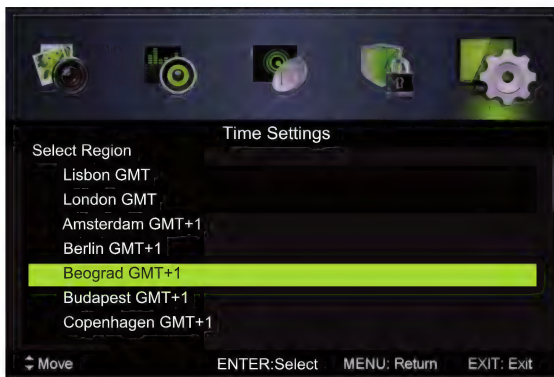 Time Settings
Select Region
Lisbon GMT
London GMT
Amsterdam GMT+1
Berlin GMT+1
Beograd GMT+1
Budapest GMT+1
Copenhagen GMT+1
Move ENTER:Select MENU: Return EXIT: Exit